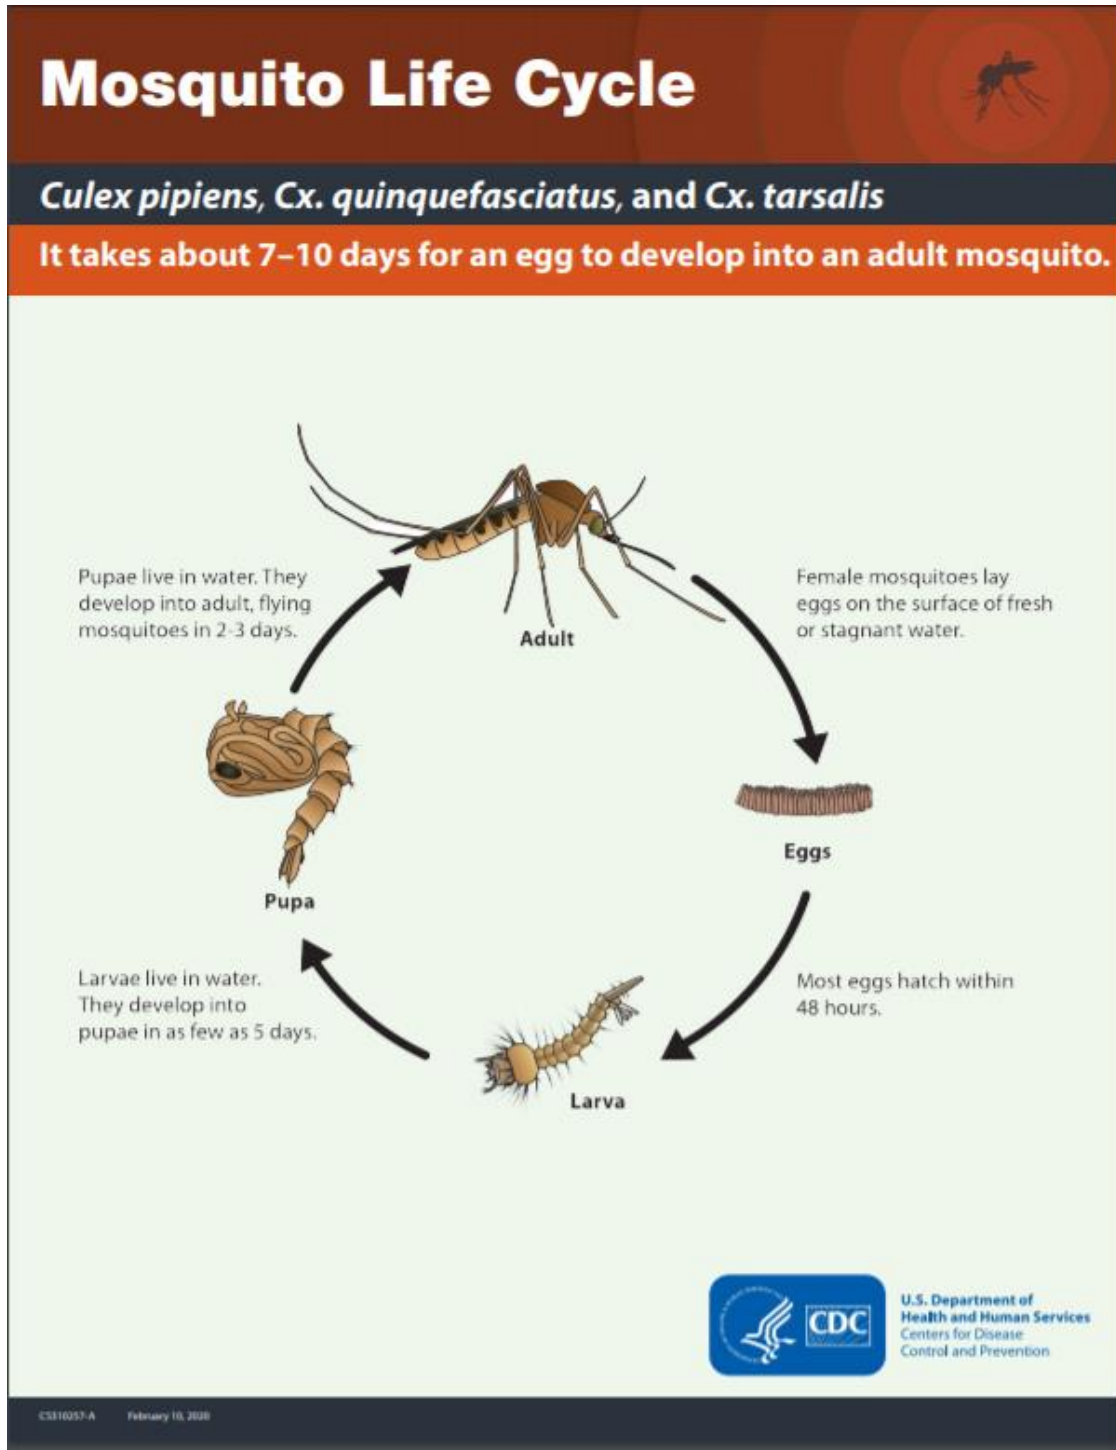 Mosquito Life Cycle
Culex pipiens, Cx. quinquefasciatus, and Cx. tarsalis
It takes about 7–10 days for an egg to develop into an adult mosquito.
Adult
Female mosquitoes lay
eggs on the surface of fresh
or stagnant water.
Eggs
Most eggs hatch within
48 hours.
Larva
Larvae live in water.
They develop into
pupae in as few as 5 days.
Pupa
Pupae live in water. They
develop into adult, flying
mosquitoes in 2-3 days.
CDC
U.S. Department of
Health and Human Services
Centers for Disease
Control and Prevention
CS310257-A February 10, 2020